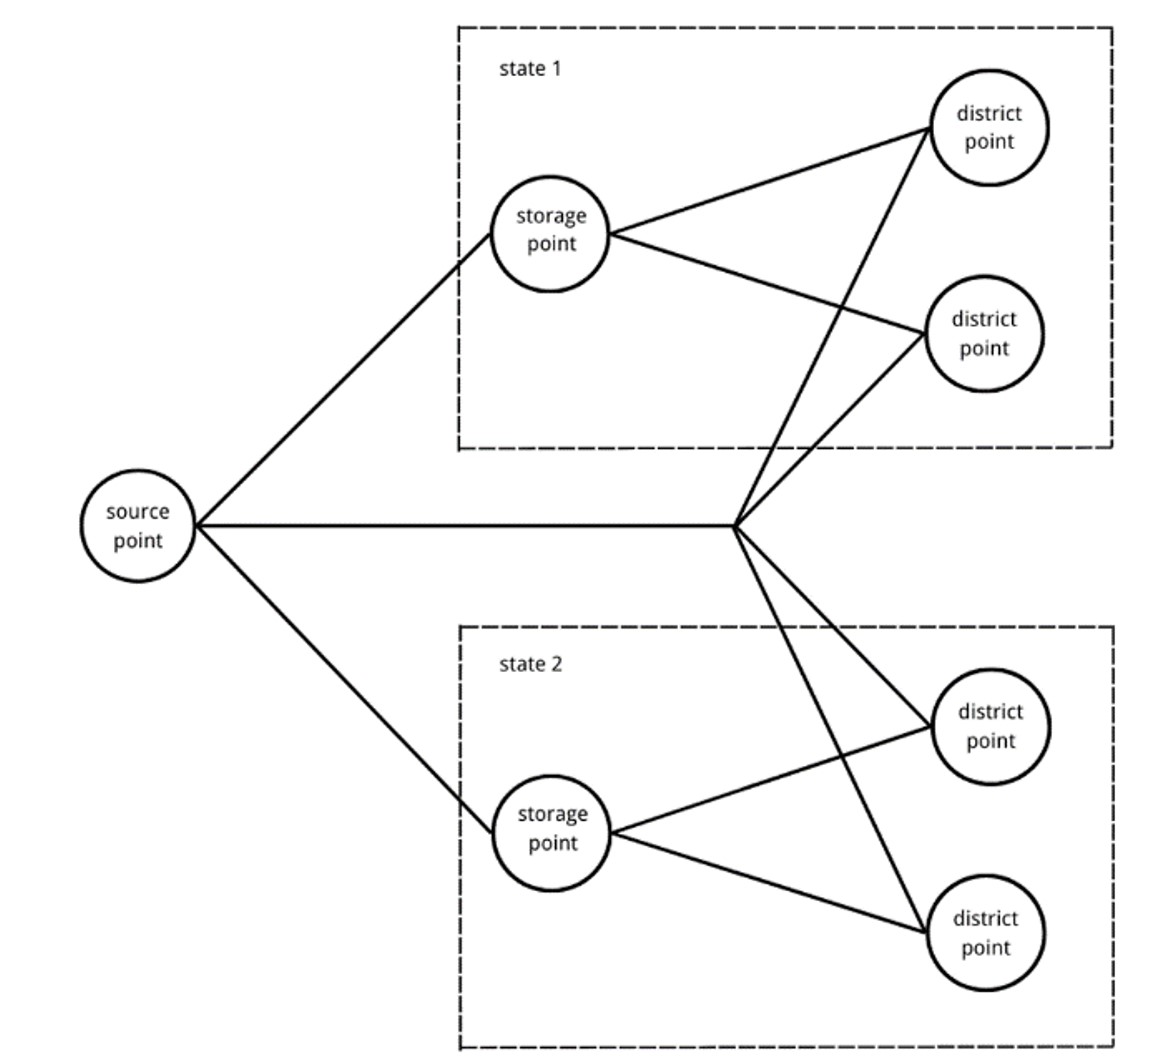 state 1
district
point
storage
point
district
point
source
point
state 2
district
point
storage
point
district
point